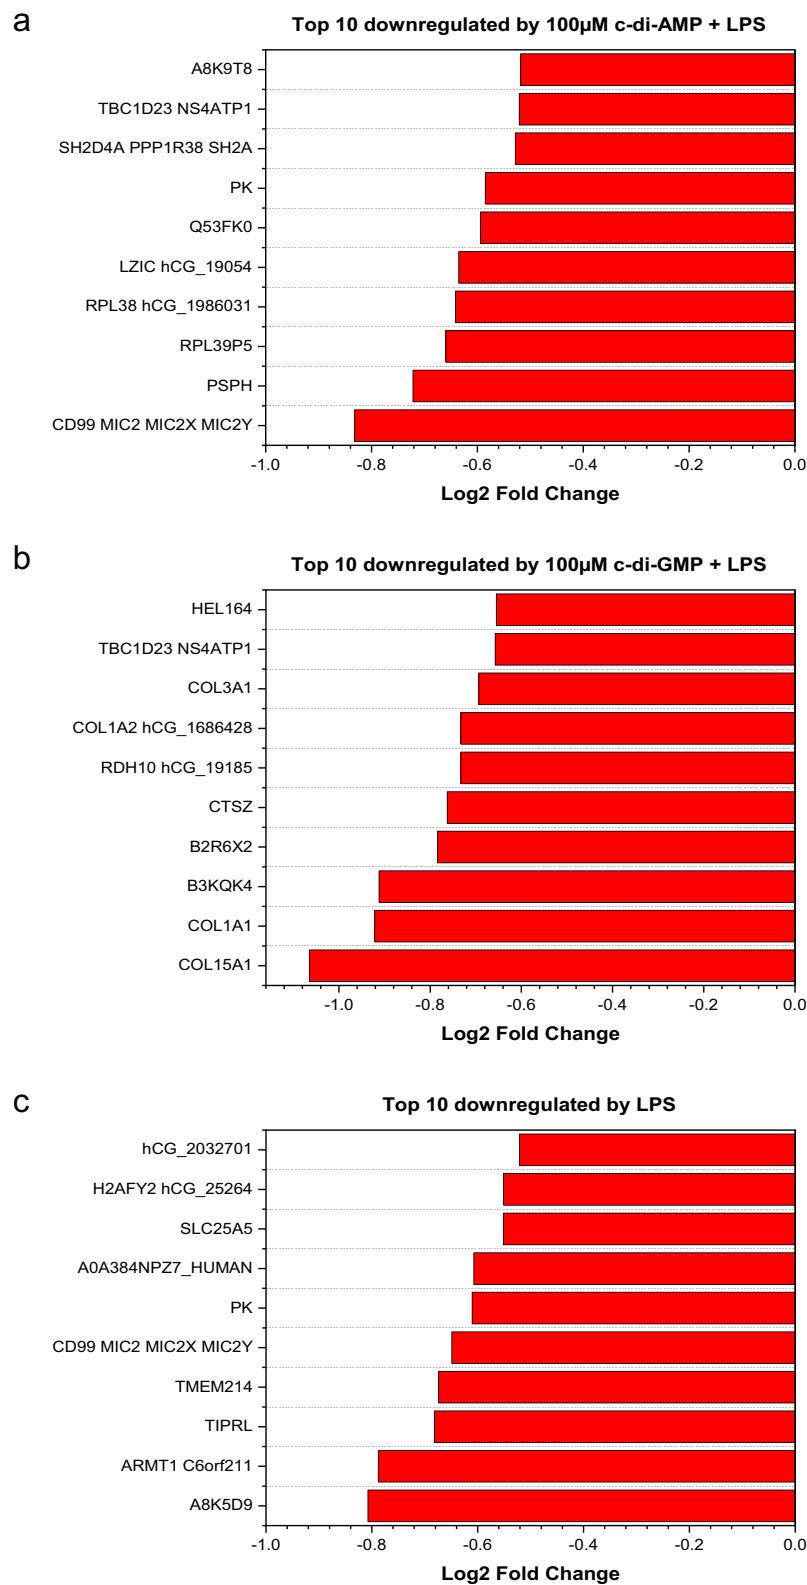 a
Top 10 downregulated by 100µM c-di-AMP + LPS
A8K9T8
TBC1D23 NS4ATP1
SH2D4A PPP1R38 SH2A
PK
Q53FK0
LZIC hCG_19054
RPL38 hCG_1986031
RPL39P5
PSPH
CD99 MIC2 MIC2X MIC2Y
-1.0 -0.8 -0.6 -0.4 -0.2 0.0
Log2 Fold Change
b
Top 10 downregulated by 100µM c-di-GMP + LPS
HEL164
TBC1D23 NS4ATP1
COL3A1
COL1A2 hCG_1686428
RDH10 hCG_19185
CTSZ
B2R6X2
B3KQK4
COL1A1
COL15A1
-1.0 -0.8 -0.6 -0.4 -0.2 0.0
Log2 Fold Change
c
Top 10 downregulated by LPS
hCG_2032701
H2AFY2 hCG_25264
SLC25A5
A0A384NPZ7_HUMAN
PK
CD99 MIC2 MIC2X MIC2Y
TMEM214
TIPRL
ARMT1 C6orf211
A8K5D9
-1.0 -0.8 -0.6 -0.4 -0.2 0.0
Log2 Fold Change